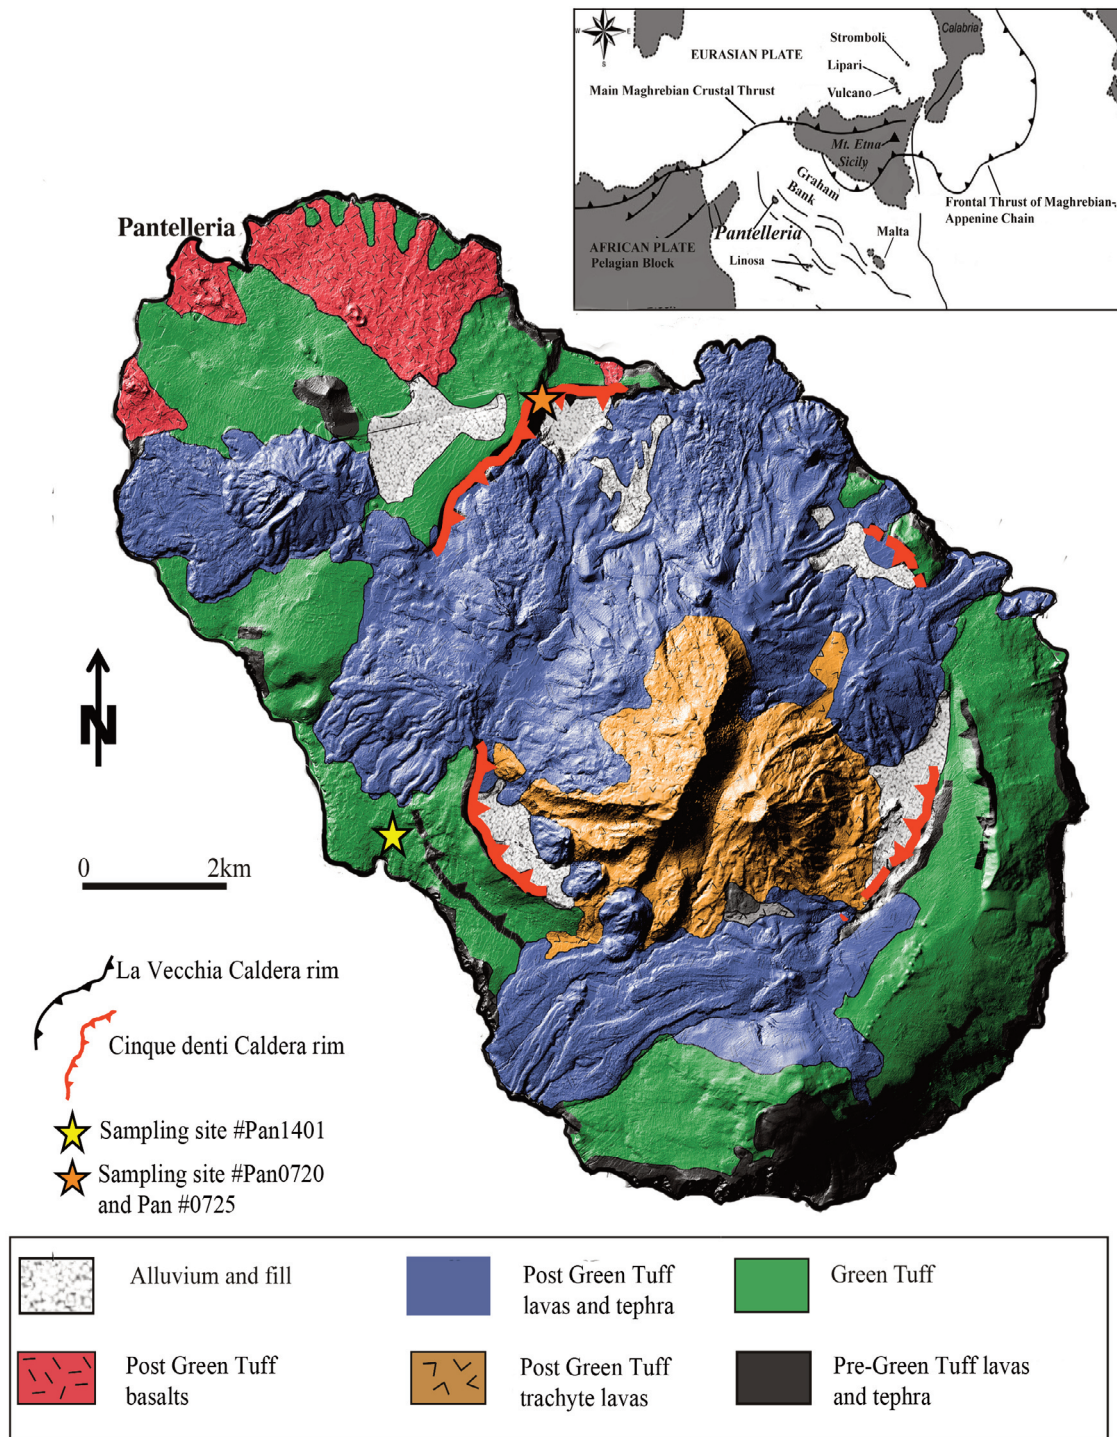 W
E
S
EURASIAN PLATE
Stromboli
Calabria
Lipari
Vulcano
Main Maghrebian Crustal Thrust
Mt. Etna
Sicily
Graham
Bank
Frontal Thrust of Maghrebian-
Appenine Chain
AFRICAN PLATE
Pelagian Block
Pantelleria
Malta
Linosa
Pantelleria
N
0 2km
La Vecchia Caldera rim
Cinque denti Caldera rim
Sampling site #Pan1401
Sampling site #Pan0720
and Pan #0725
Alluvium and fill
Post Green Tuff
lavas and tephra
Green Tuff
Post Green Tuff
basalts
Post Green Tuff
trachyte lavas
Pre-Green Tuff lavas
and tephra